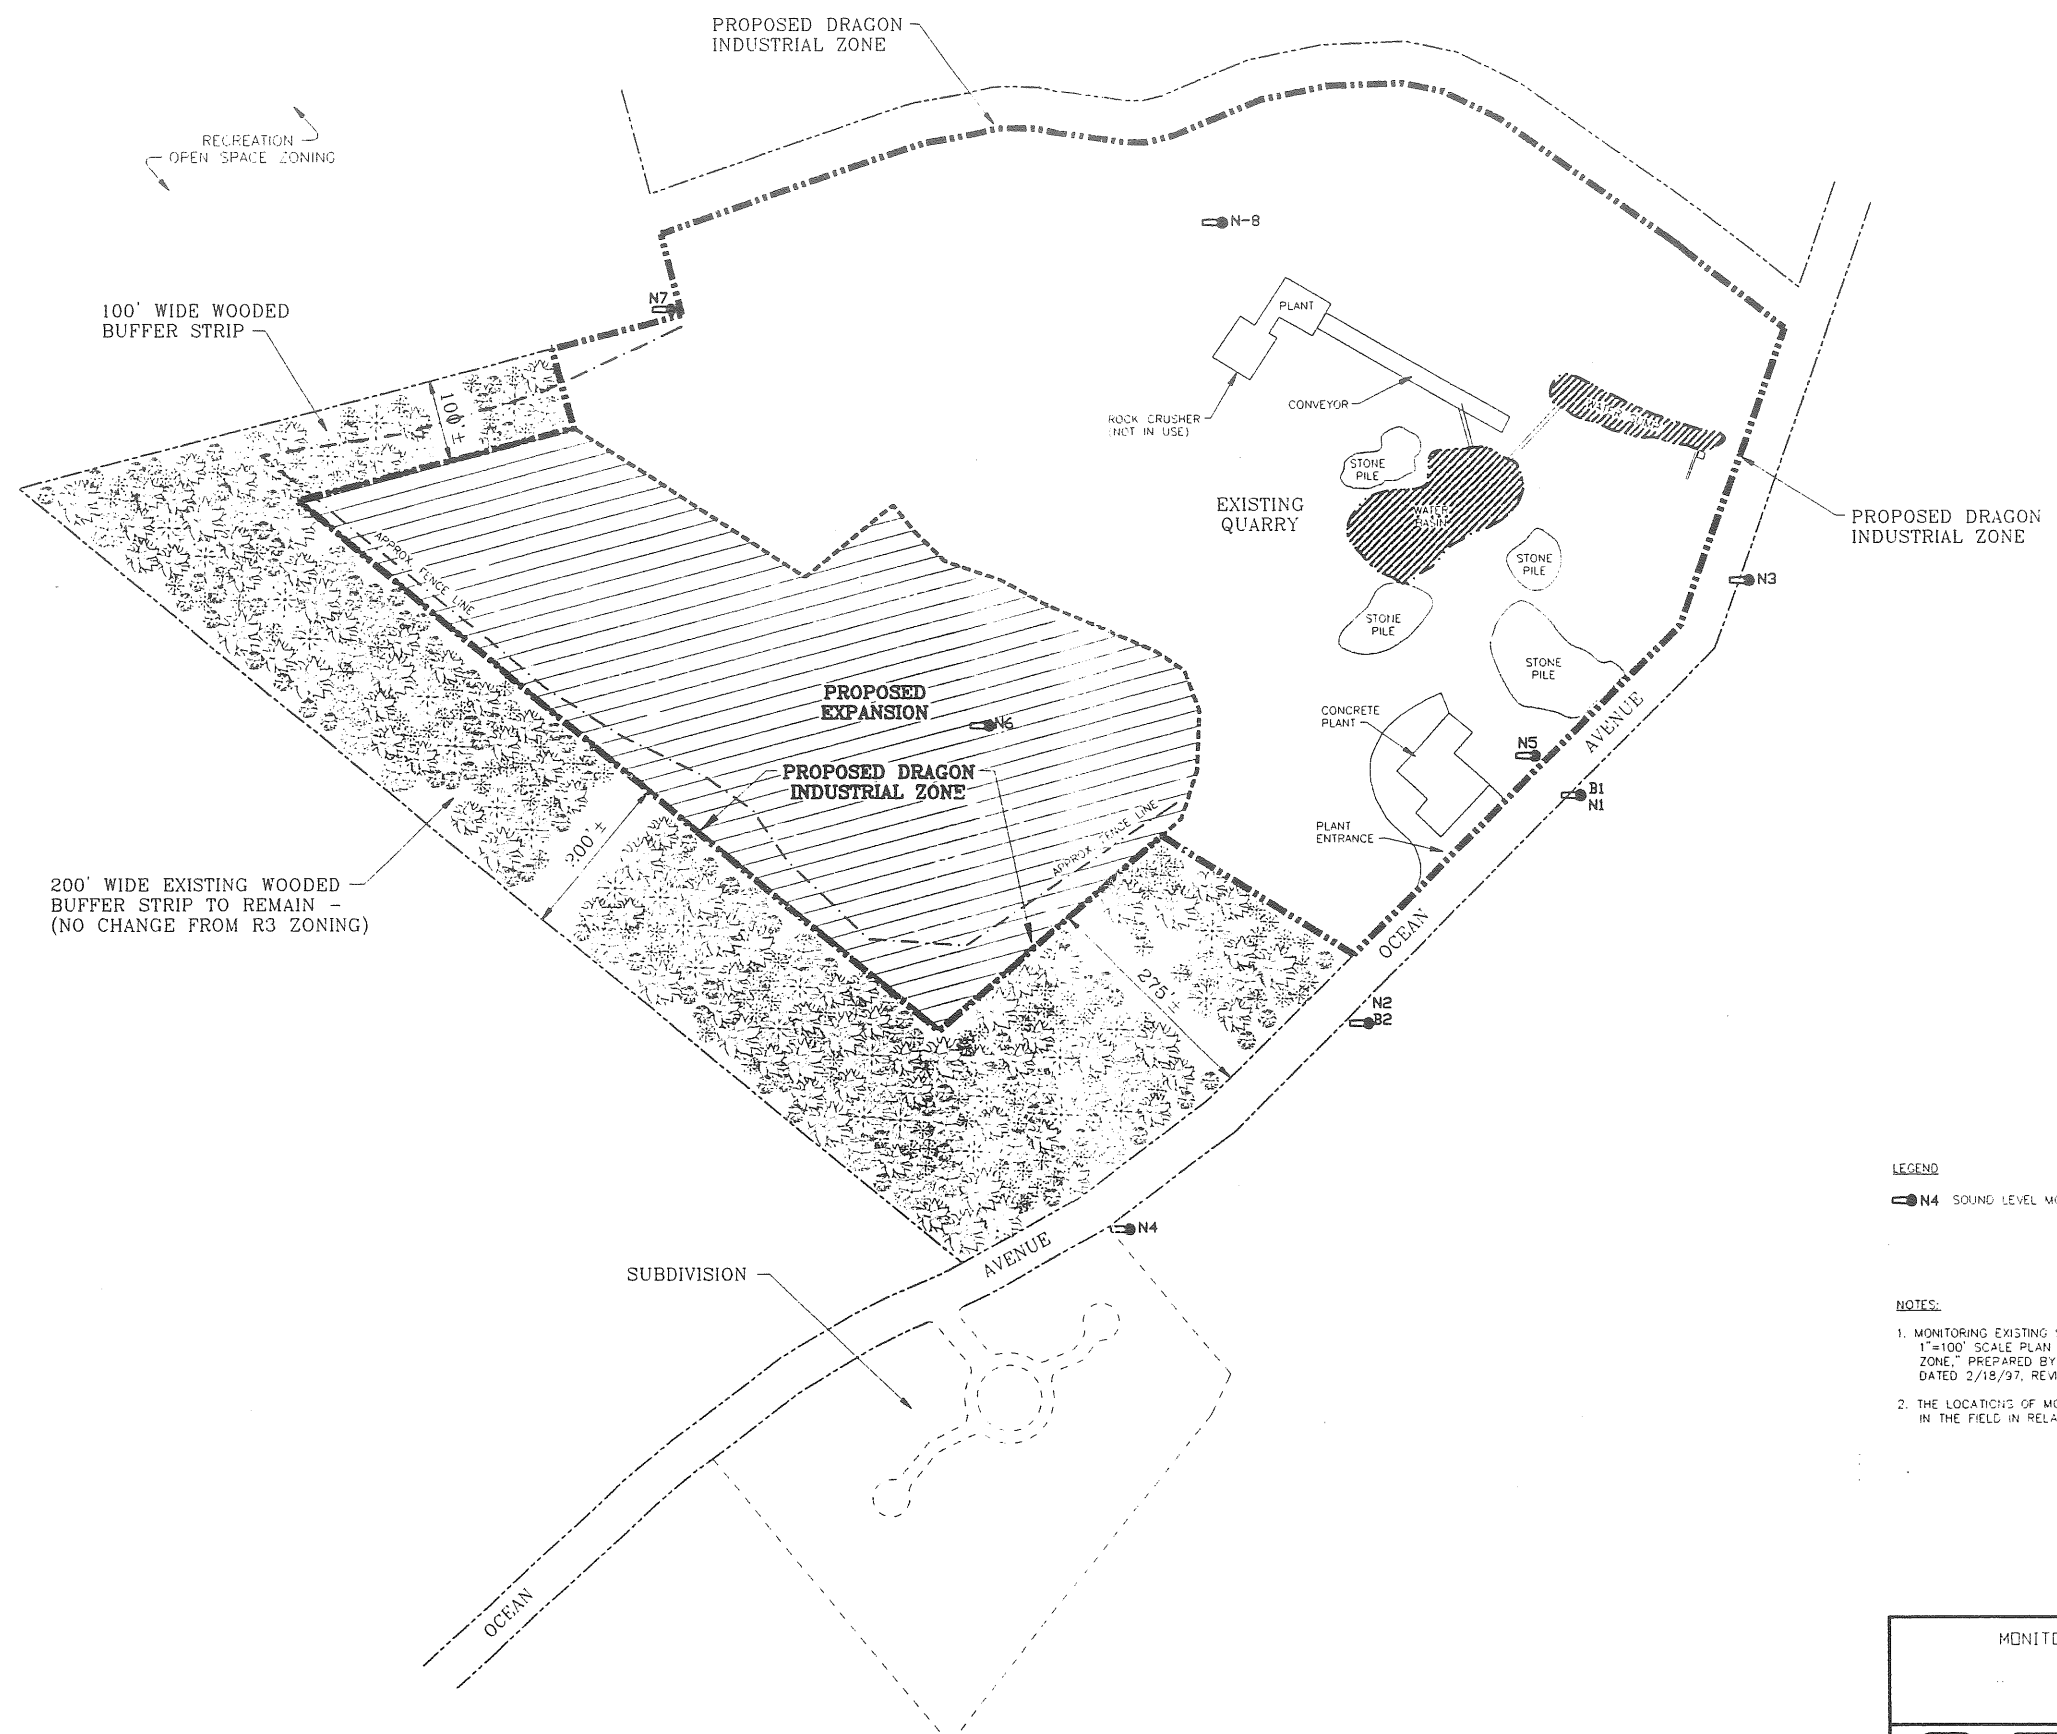 PROPOSED DRAGON
INDUSTRIAL ZONE
RECREATION
OPEN SPACE ZONING
N-8
N7
100' WIDE WOODED
BUFFER STRIP
PLANT
100'±
CONVEYOR
ROCK CRUSHER
(NOT IN USE)
STONE
PILE
WATER
BASIN
EXISTING
QUARRY
PROPOSED DRAGON
INDUSTRIAL ZONE
APPROX FENCE LINE
STONE
PILE
N3
STONE
PILE
STONE
PILE
PROPOSED
EXPANSION
N6
CONCRETE
PLANT
AVENUE
N5
PROPOSED DRAGON
INDUSTRIAL ZONE
B1
N1
APPROX FENCE LINE
PLANT
ENTRANCE
200'±
200' WIDE EXISTING WOODED
BUFFER STRIP TO REMAIN -
(NO CHANGE FROM R3 ZONING)
OCEAN
275'±
N2
B2
LEGEND
N4 SOUND LEVEL
N4
AVENUE
SUBDIVISION
NOTES:
1. MONITORING EXISTING
1"=100' SCALE PLAN
ZONE," PREPARED BY
DATED 2/18/97,
2. THE LOCATIONS OF
IN THE FIELD IN
OCEAN